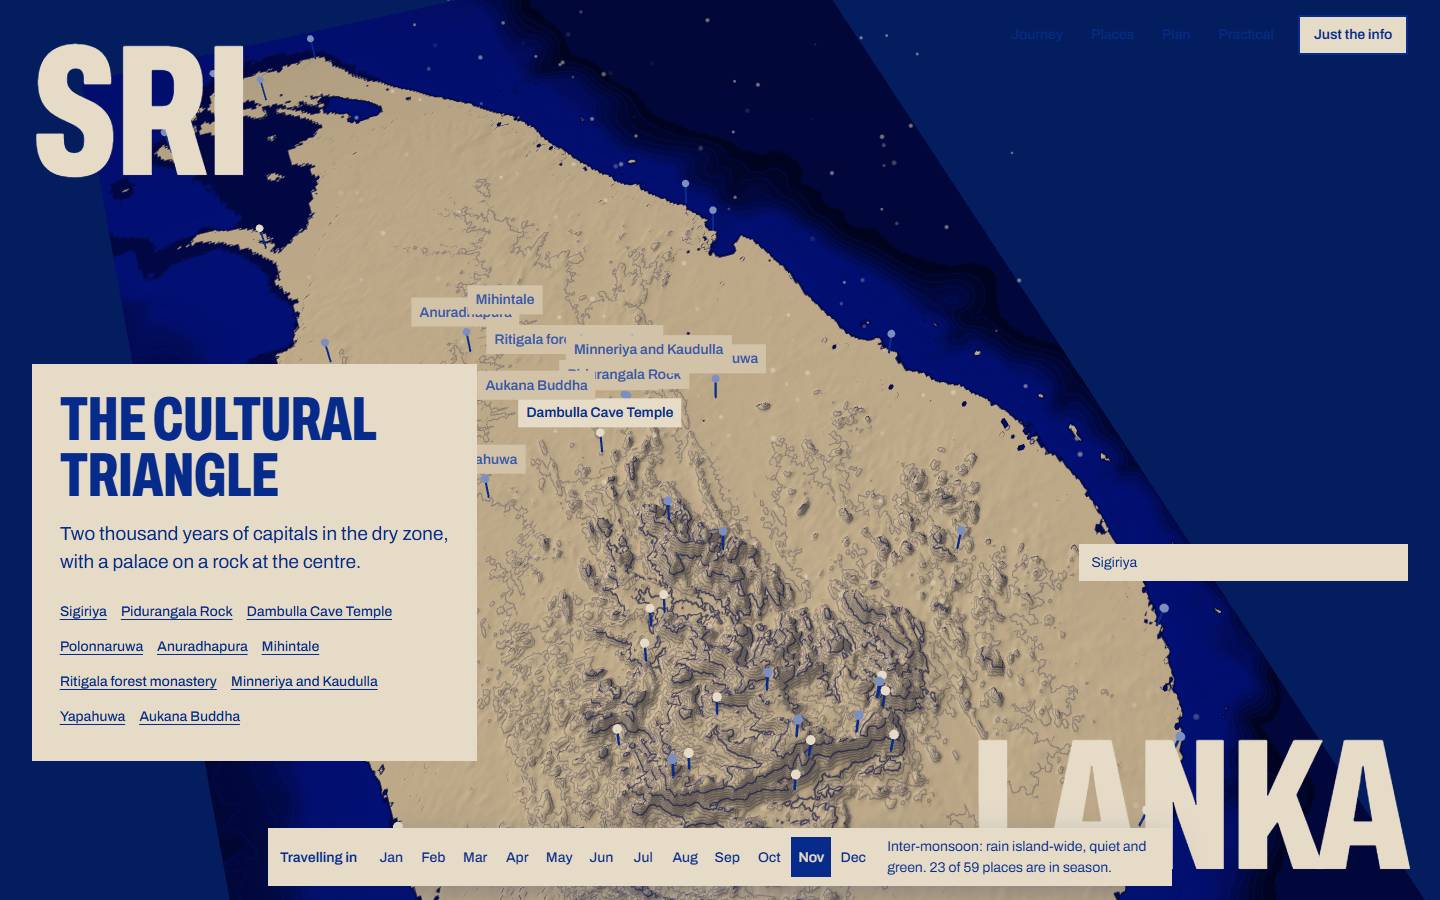 SRI
Journey Places Plan Practical Just the info
Mihintale
Anuradhapura
Minneriya and Kaudulla
Pidurangala Rock
Aukana Buddha
Dambulla Cave Temple
THE CULTURAL
TRIANGLE
Two thousand years of capitals in the dry zone,
with a palace on a rock at the centre.
Sigiriya Pidurangala Rock Dambulla Cave Temple
Polonnaruwa Anuradhapura Mihintale
Ritigala forest monastery Minneriya and Kaudulla
Yapahuwa Aukana Buddha
Sigiriya
LANKA
Travelling in Jan Feb Mar Apr May Jun Jul Aug Sep Oct Nov Dec
Inter-monsoon: rain island-wide, quiet and
green. 23 of 59 places are in season.